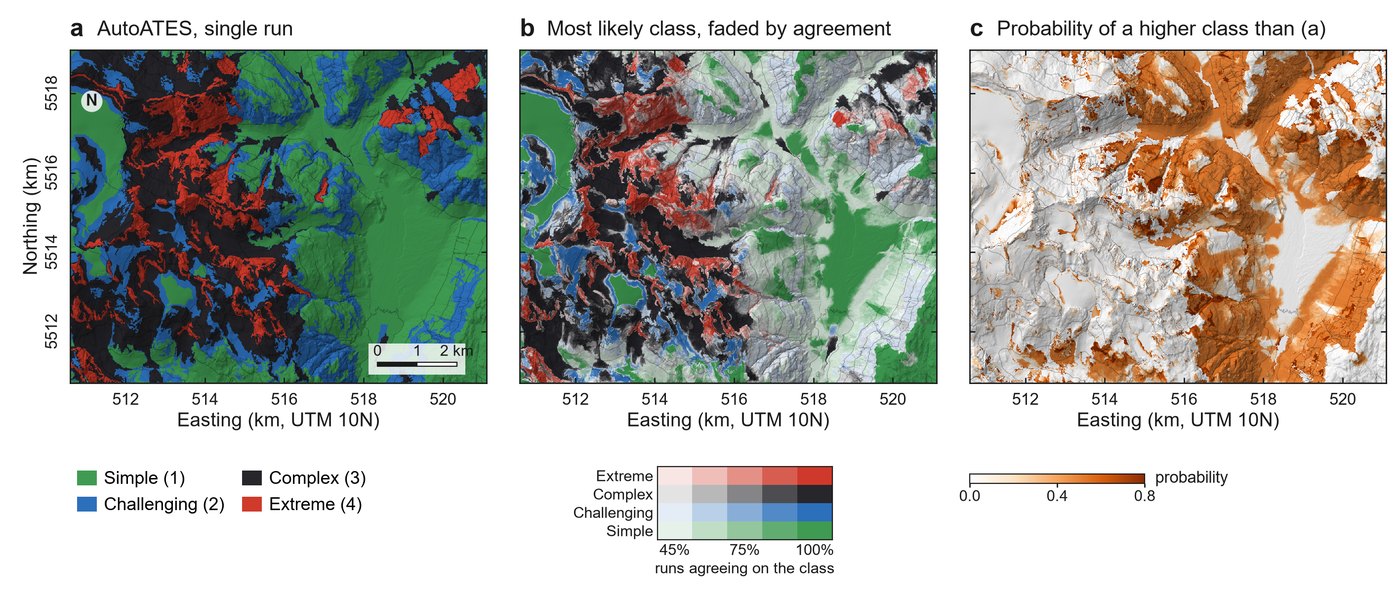 a AutoATES, single run
b Most likely class, faded by agreement
c Probability of a higher class than (a)
Northing (km)
5518
5516
5514
5512
N
0 1 2 km
512 514 516 518 520
512 514 516 518 520
512 514 516 518 520
Easting (km, UTM 10N)
Easting (km, UTM 10N)
Easting (km, UTM 10N)
Simple (1)
Challenging (2)
Complex (3)
Extreme (4)
Extreme
Complex
Challenging
Simple
45% 75% 100%
runs agreeing on the class
probability
0.0 0.4 0.8